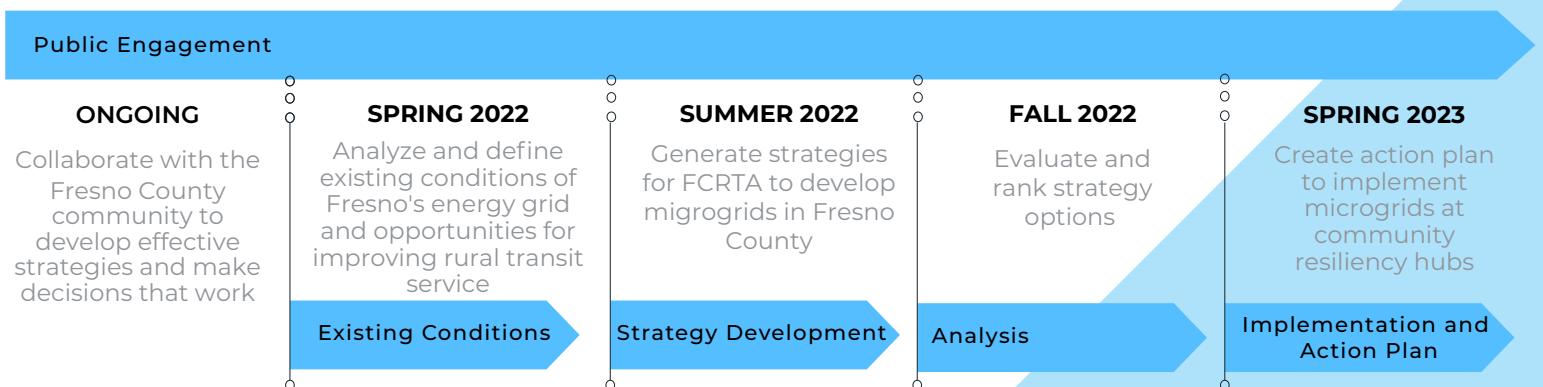 Public Engagement
ONGOING
Collaborate with the
Fresno County
community to
develop effective
strategies and make
decisions that work
SPRING 2022
Analyze and define
existing conditions of
Fresno's energy grid
and opportunities for
improving rural transit
service
Existing Conditions
SUMMER 2022
Generate strategies
for FCRTA to develop
migrogrids in Fresno
County
Strategy Development
FALL 2022
Evaluate and
rank strategy
options
Analysis
SPRING 2023
Create action plan
to implement
microgrids at
community
resiliency hubs
Implementation and
Action Plan